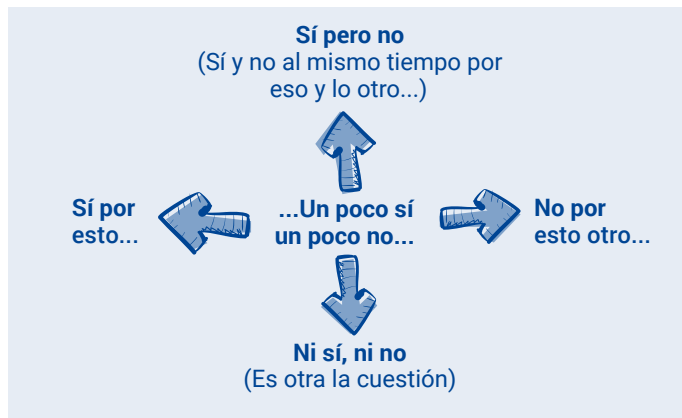 Sí pero no
(Sí y no al mismo tiempo por
eso y lo otro...)
Sí por
esto...
...Un poco sí
un poco no...
No por
esto otro...
Ni sí, ni no
(Es otra la cuestión)